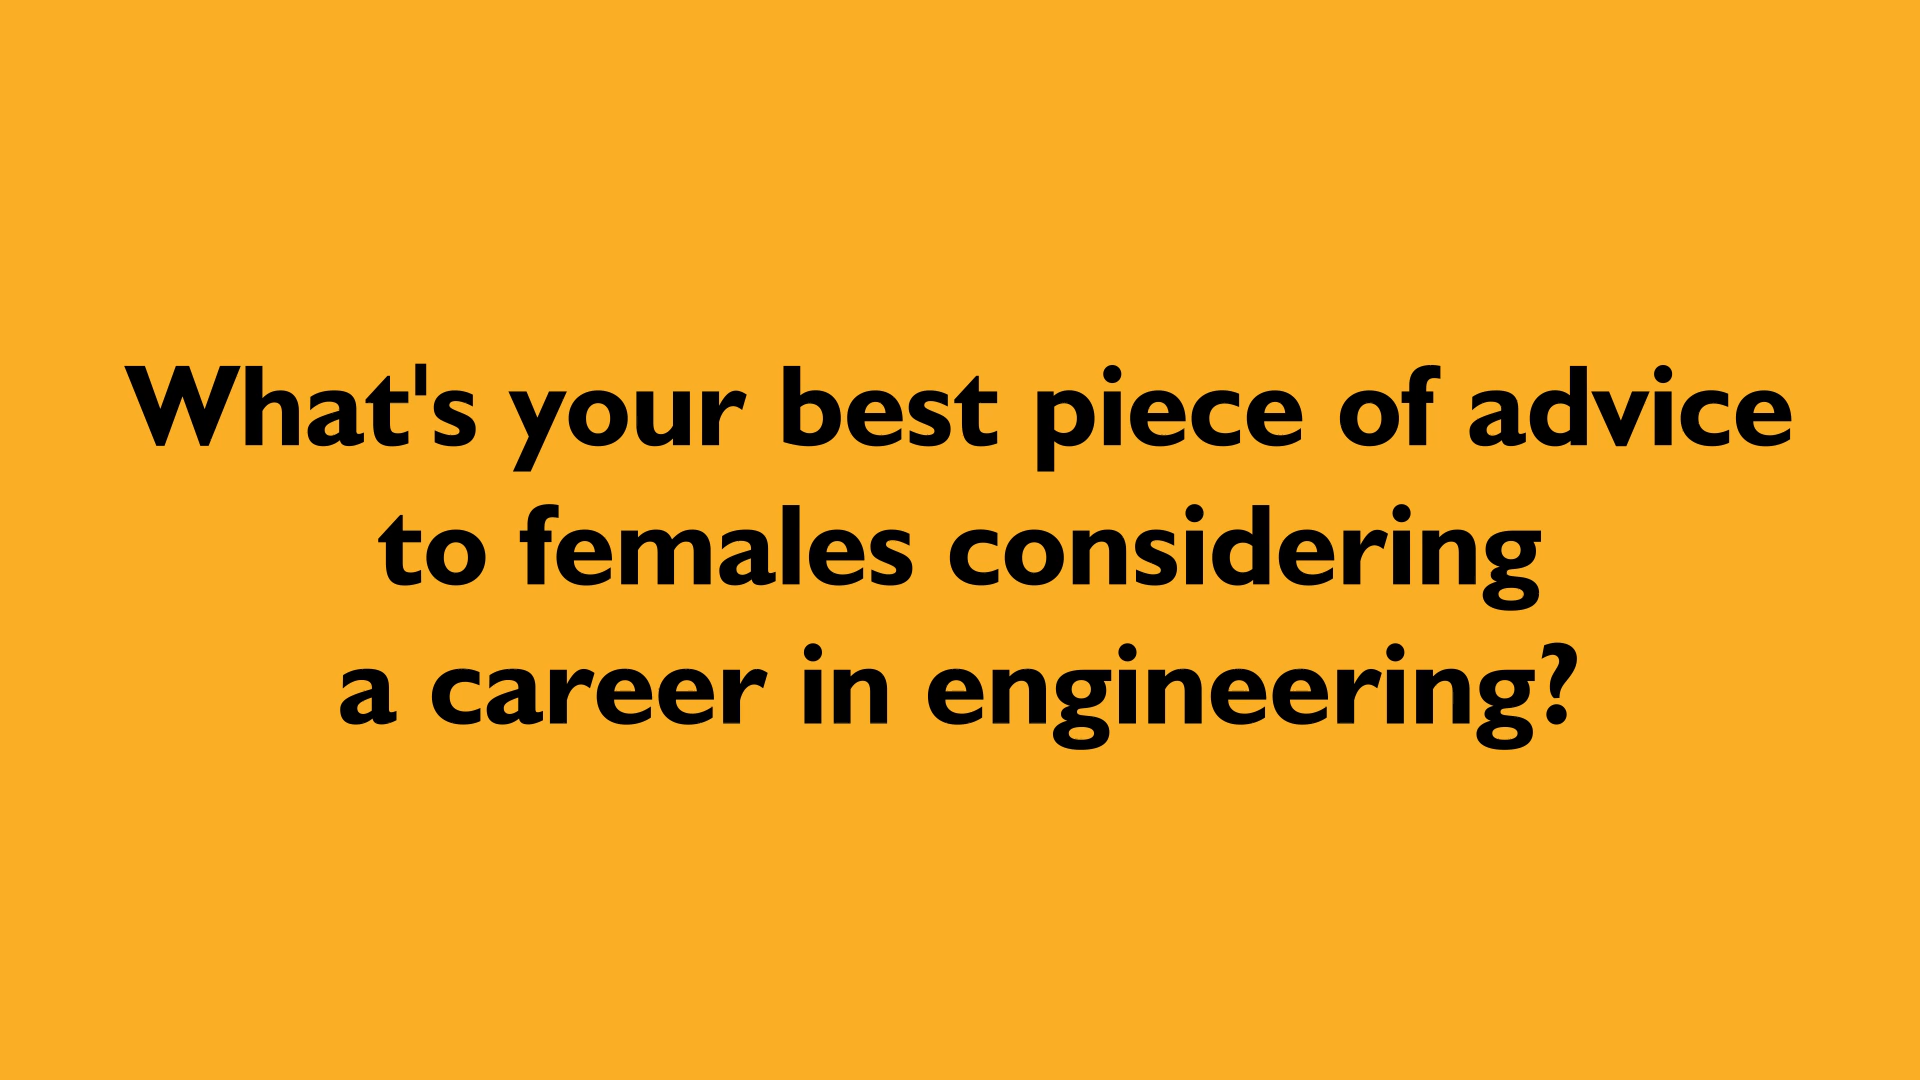 What's your best piece of advice
to females considering
a career in engineering?